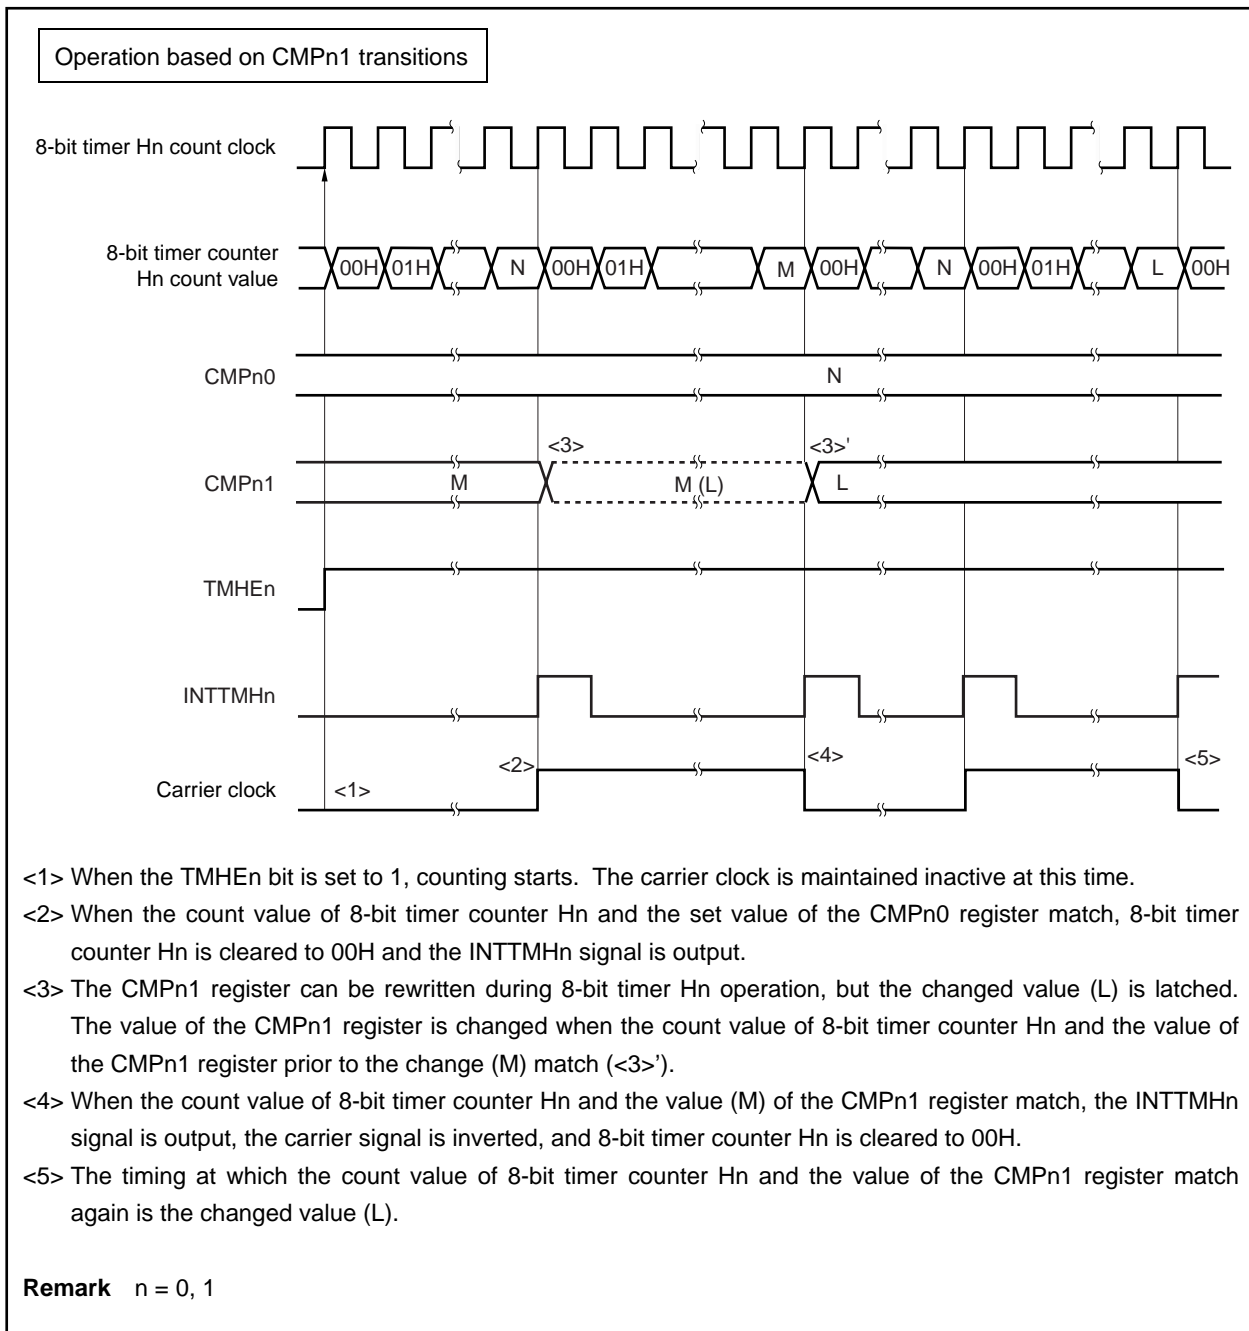 Operation based on CMPn1 transitions
8-bit timer Hn count clock
8-bit timer counter
Hn count value
00H 01H N 00H 01H M 00H N 00H 01H L 00H
CMPn0
N
<3> <3>'
CMPn1
M M (L) L
TMHEn
INTTMHn
<2> <4> <5>
Carrier clock
<1>
<1> When the TMHEn bit is set to 1, counting starts. The carrier clock is maintained inactive at this time.
<2> When the count value of 8-bit timer counter Hn and the set value of the CMPn0 register match, 8-bit timer
counter Hn is cleared to 00H and the INTTMHn signal is output.
<3> The CMPn1 register can be rewritten during 8-bit timer Hn operation, but the changed value (L) is latched.
The value of the CMPn1 register is changed when the count value of 8-bit timer counter Hn and the value of
the CMPn1 register prior to the change (M) match (<3>’).
<4> When the count value of 8-bit timer counter Hn and the value (M) of the CMPn1 register match, the INTTMHn
signal is output, the carrier signal is inverted, and 8-bit timer counter Hn is cleared to 00H.
<5> The timing at which the count value of 8-bit timer counter Hn and the value of the CMPn1 register match
again is the changed value (L).
Remark n = 0, 1